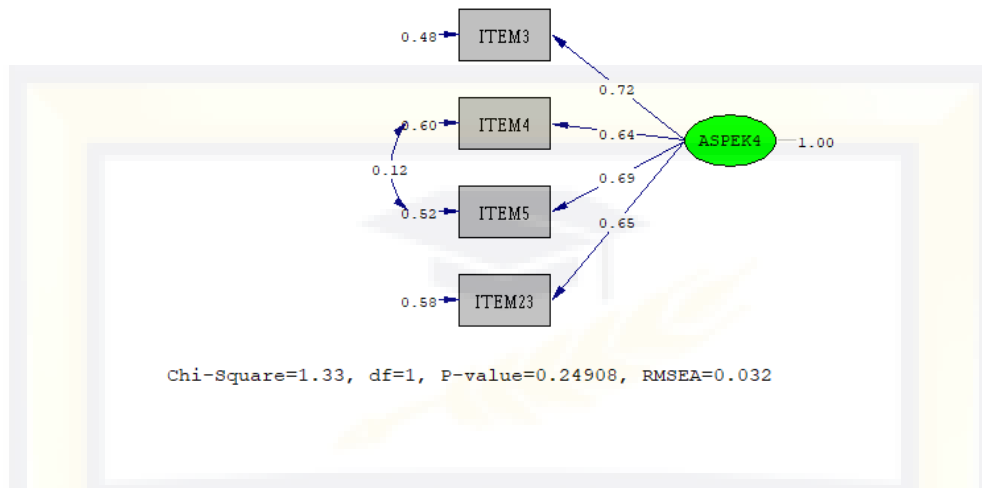 0.48 ITEM3
0.72
0.60 ITEM4
0.64
ASPEK4 1.00
0.12
0.69
0.52 ITEM5
0.65
0.58 ITEM23
Chi-Square=1.33, df=1, P-value=0.24908, RMSEA=0.032